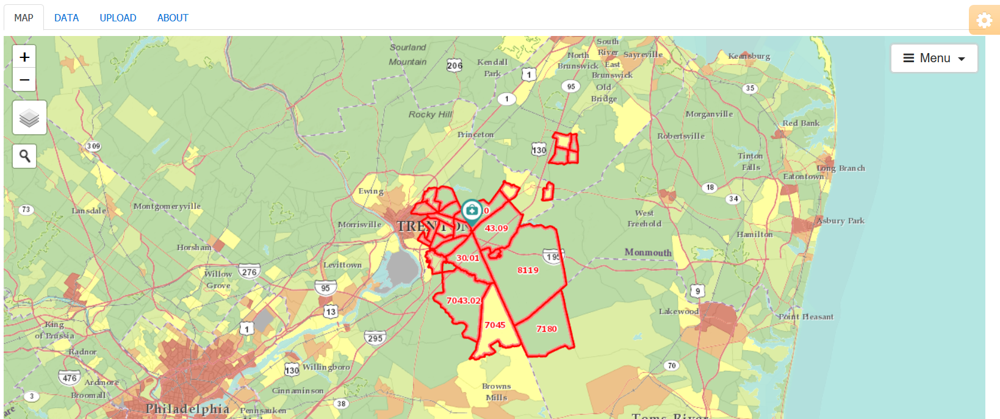 MAP
DATA
UPLOAD
ABOUT
+
−
Menu
Sourland
Mountain
206
Kendall
Park
1
North
Brunswick
South
River
East
Brunswick
Sayreville
Keansburg
95
Old
Bridge
35
1
Rocky Hill
Morganville
Princeton
Robertsville
Red Bank
309
130
Tinton
Falls
Long Branch
Eatontown
Ewing
18
34
73
Lansdale
Montgomeryville
West
Freehold
Asbury Park
Morrisville
TRENTON
43.09
Hamilton
Horsham
Monmouth
Levittown
30.01
195
8119
Willow
Grove
276
95
9
7043.02
Lakewood
Point Pleasant
13
King
of Prussia
1
7045
7180
295
Radnor
70
476
130
Willingboro
Ardmore
Broomall
3
Cinnaminson
Browns
Mills
38
Philadelphia
Pennsauken
Toms River